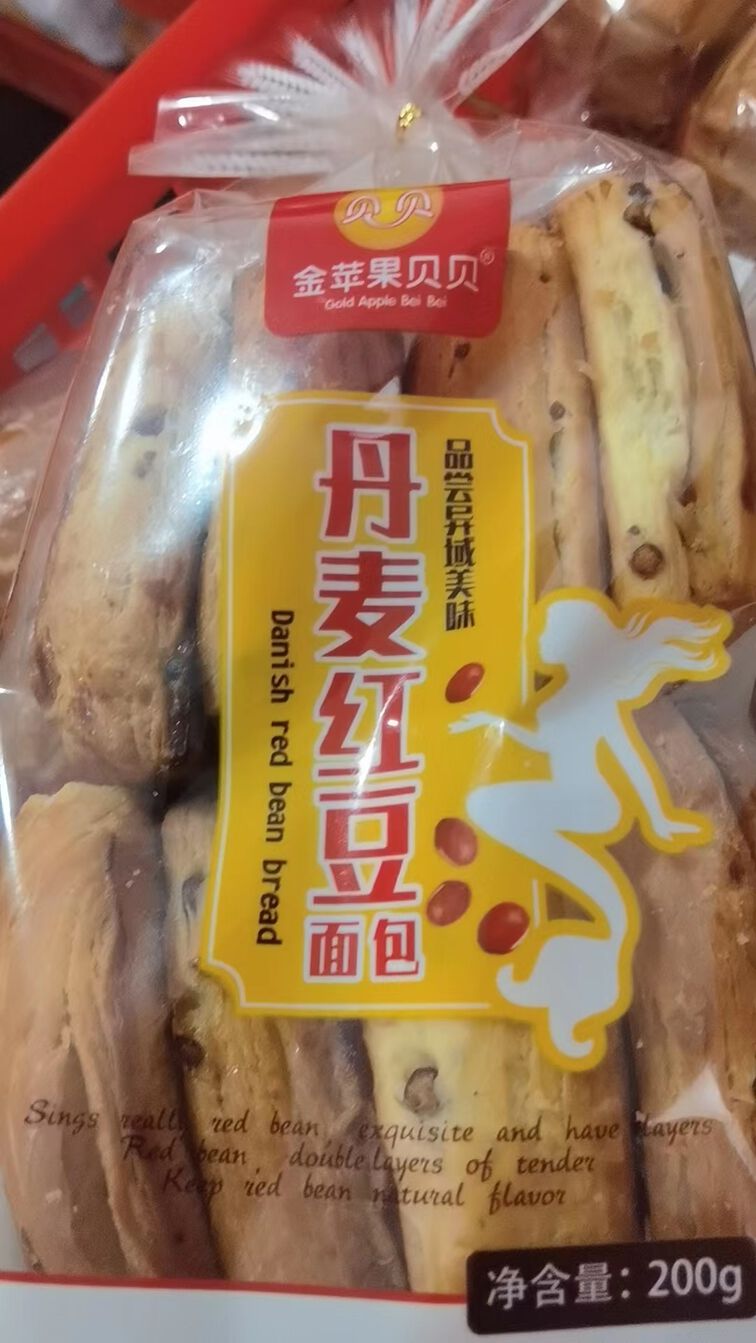 贝贝
金苹果贝贝®
Gold Apple Bei Bei
品尝异域美味
丹麦红豆
面包
Danish red bean bread
Sings really red bean, exquisite and have layers
Red bean, double layers of tender
Keep red bean natural flavor
净含量：200g